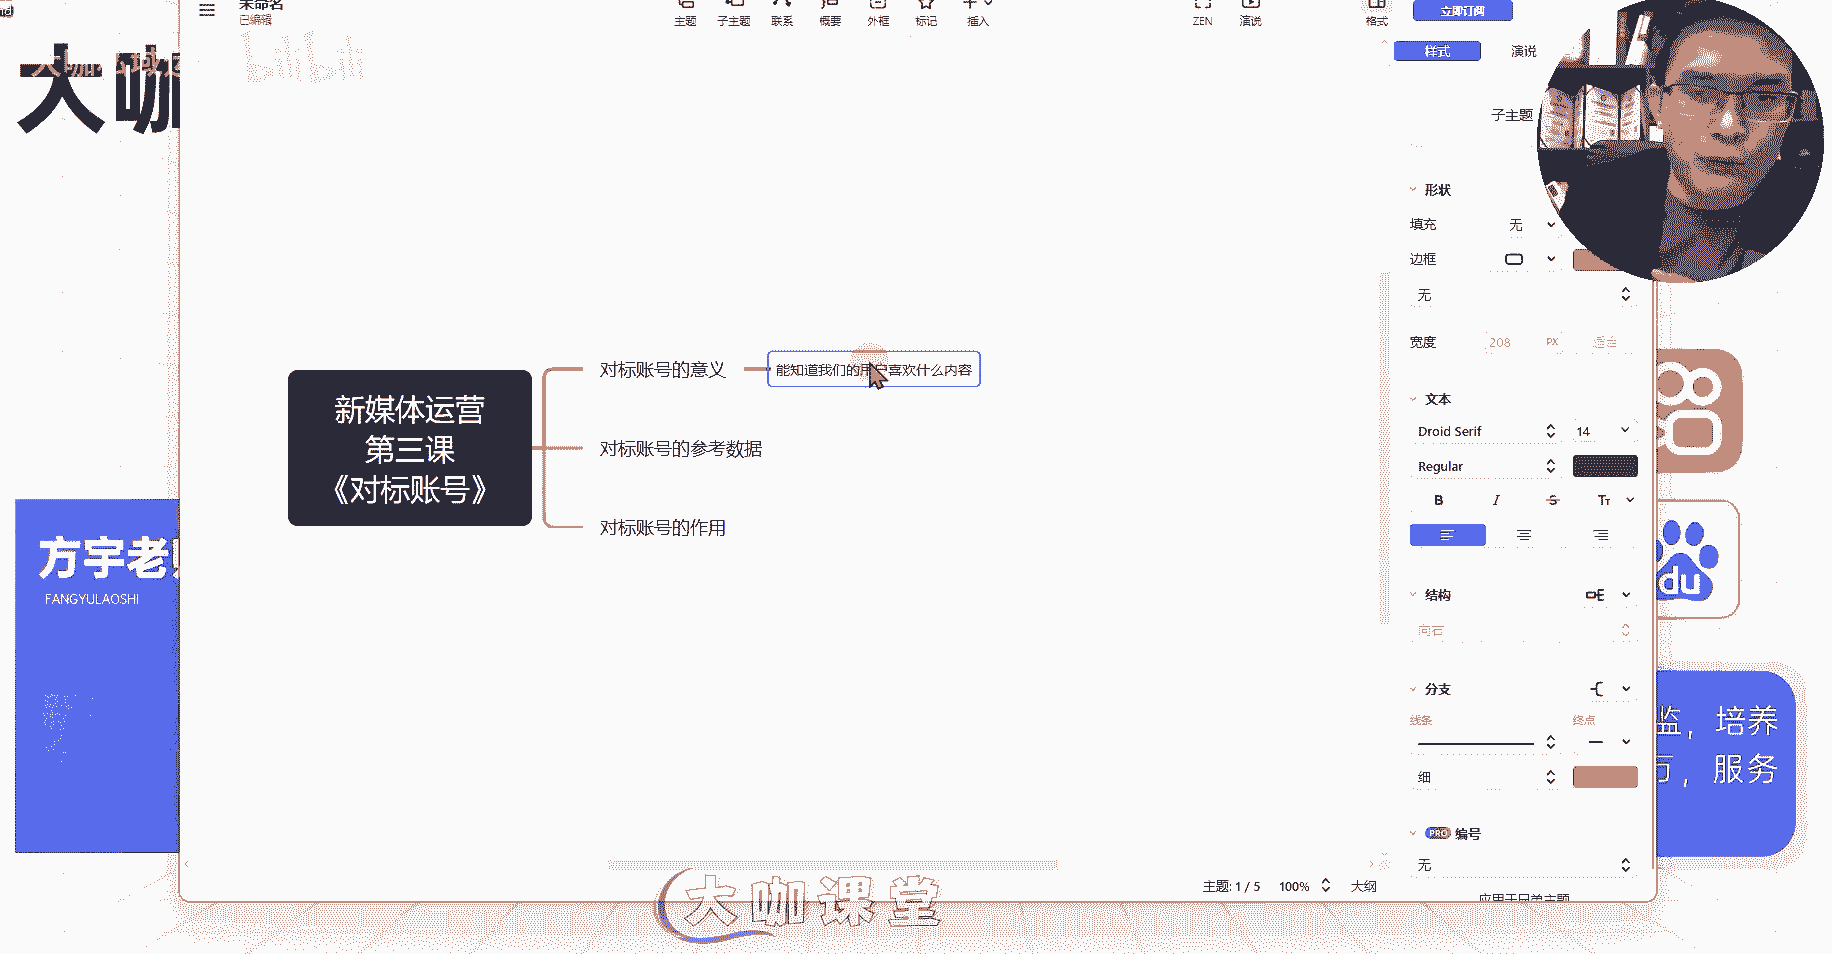 未命名
已编辑
主题
子主题
联系
概要
外框
标记
插入
ZEN
演说
格式
立即订阅
bilibili
大咖
样式
演说
子主题
形状
填充
无
边框
无
宽度
208
PX
新媒体运营
第三课
《对标账号》
对标账号的意义
能知道我们的用户喜欢什么内容
对标账号的参考数据
对标账号的作用
文本
Droid Serif
14
Regular
B
I
S
TT
结构
向右
分支
线条
终点
细
PRO
编号
无
方宇老
FANGYULAOSHI
du
培养
服务
主题: 1 / 5
100%
大纲
应用于兄弟主题
大咖课堂